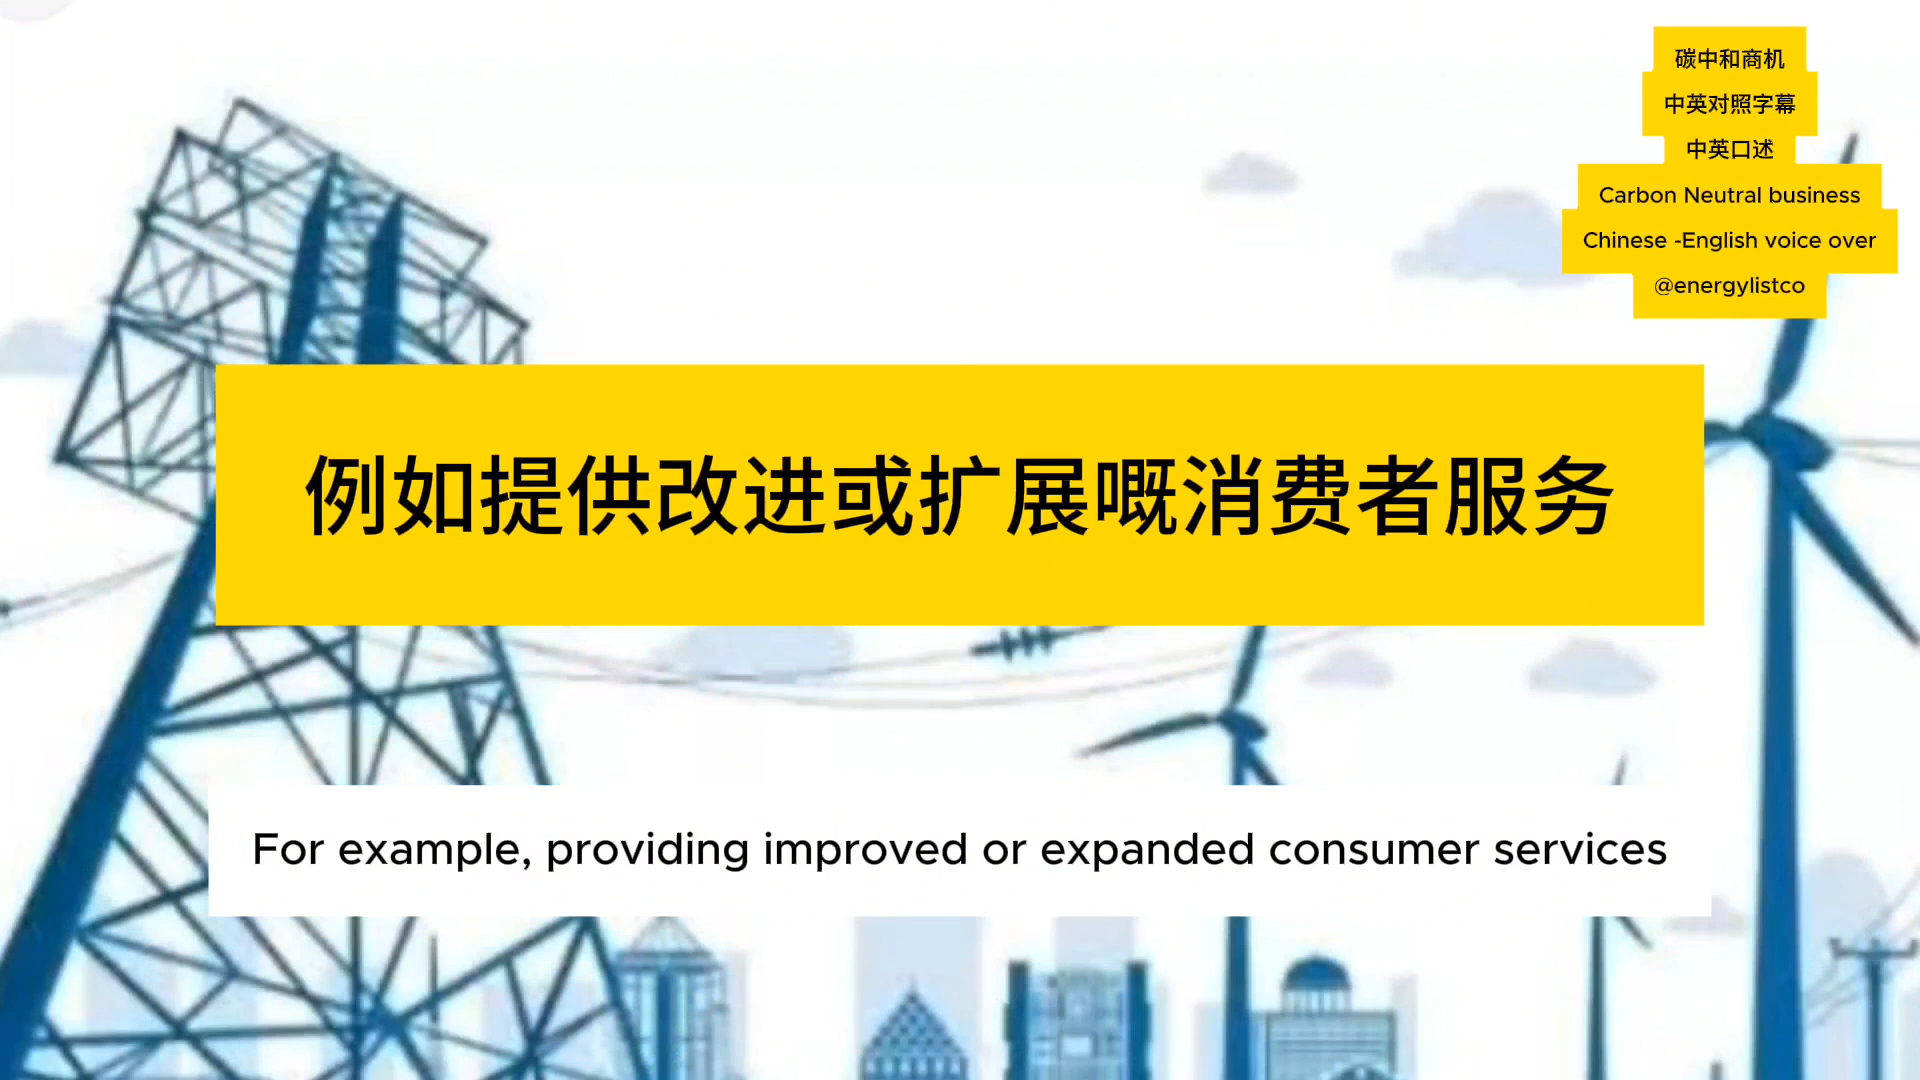 碳中和商机
中英对照字幕
中英口述
Carbon Neutral business
Chinese -English voice over
@energylistco
例如提供改进或扩展嘅消费者服务
For example, providing improved or expanded consumer services